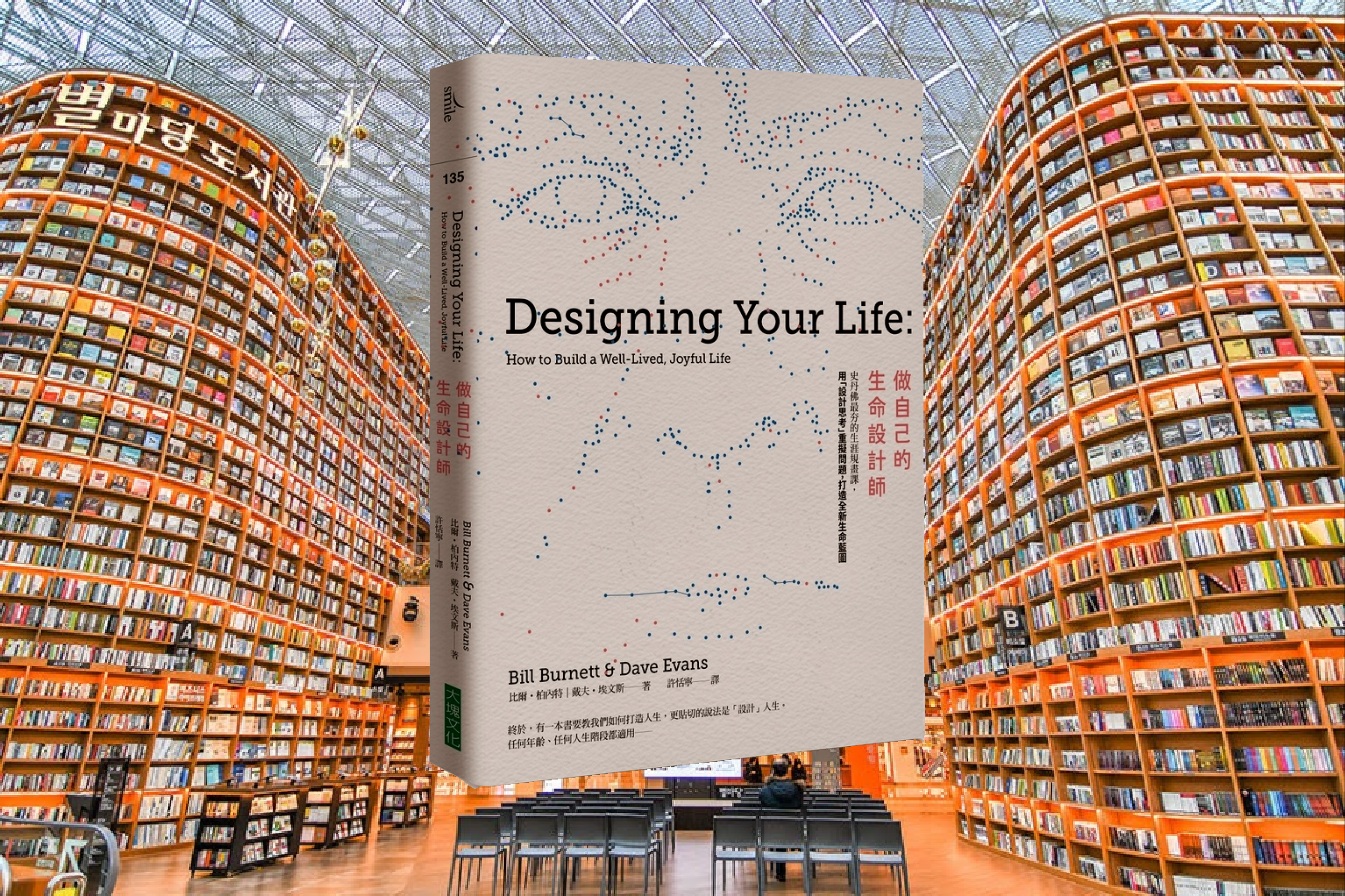 별마당 도서관
smile
135
Designing Your Life:
How to Build a Well-Lived, Joyful Life
做自己的
生命設計師
Bill Burnett & Dave Evans
比爾・柏內特 戴夫・埃文斯──著
許恬寧──譯
大塊文化
Designing Your Life:
How to Build a Well-Lived, Joyful Life
做自己的
生命設計師
史丹佛最夯的生涯規畫課,
用「設計思考」重擬問題,打造全新生命藍圖
Bill Burnett & Dave Evans
比爾・柏內特|戴夫・埃文斯──著 許恬寧──譯
終於,有一本書要教我們如何打造人生,更貼切的說法是「設計」人生,
任何年齡、任何人生階段都適用──
A
A
B
별마당